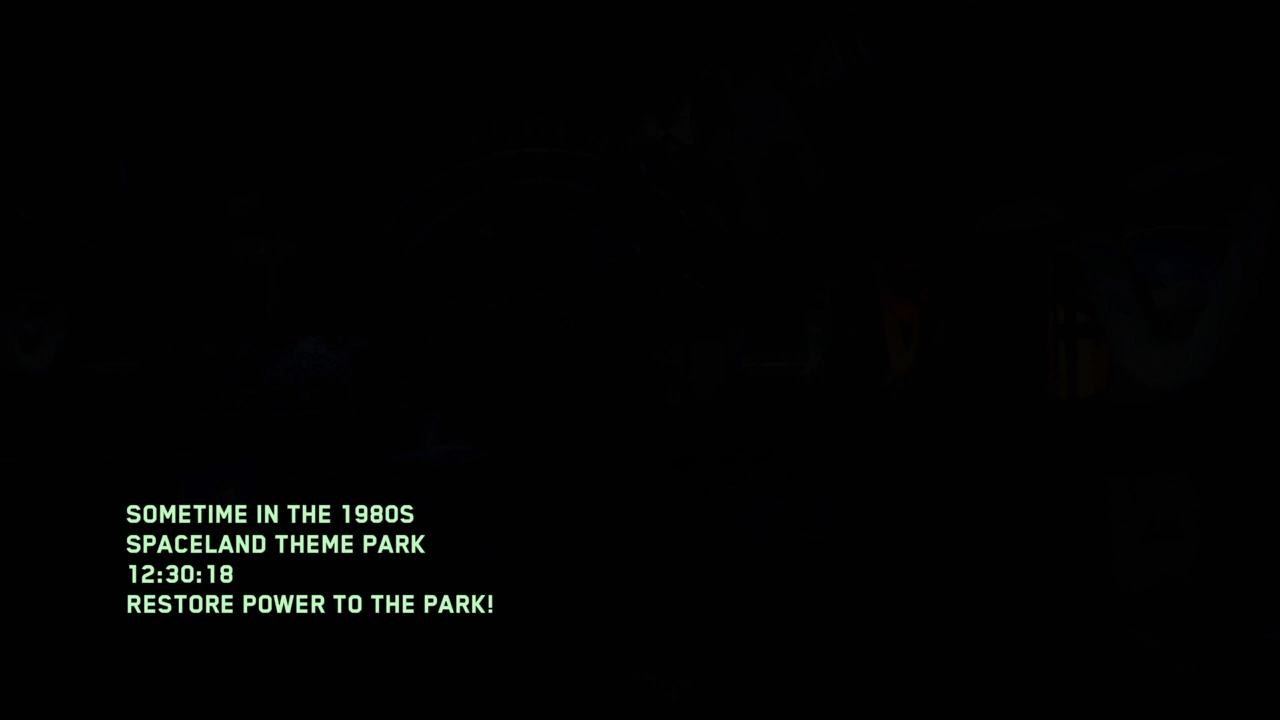 SOMETIME IN THE 1980S
SPACELAND THEME PARK
12:30:18
RESTORE POWER TO THE PARK!